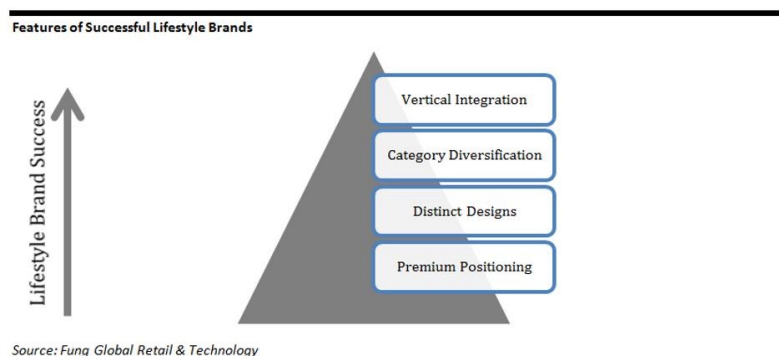 Features of Successful Lifestyle Brands
Lifestyle Brand Success
Vertical Integration
Category Diversification
Distinct Designs
Premium Positioning
Source: Fung Global Retail & Technology